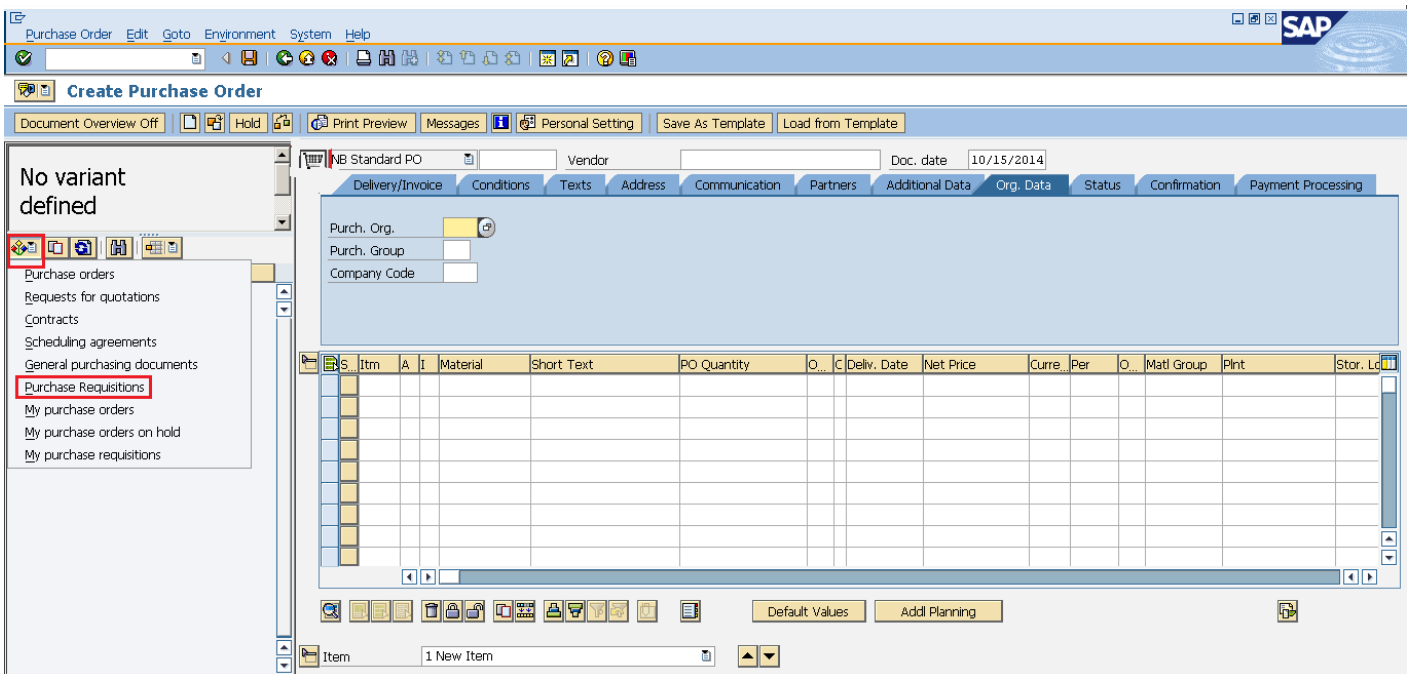 Purchase Order Edit Goto Environment System Help
SAP
Create Purchase Order
Document Overview Off Hold Print Preview Messages Personal Setting Save As Template Load from Template
No variant
defined
NB Standard PO Vendor Doc. date 10/15/2014
Delivery/Invoice Conditions Texts Address Communication Partners Additional Data Org. Data Status Confirmation Payment Processing
Purch. Org.
Purch. Group
Company Code
Purchase orders
Requests for quotations
Contracts
Scheduling agreements
General purchasing documents
Purchase Requisitions
My purchase orders
My purchase orders on hold
My purchase requisitions
S... Itm A I Material Short Text PO Quantity O... C Deliv. Date Net Price Curre... Per O... Matl Group Plnt Stor. Lo
Default Values Addl Planning
Item 1 New Item